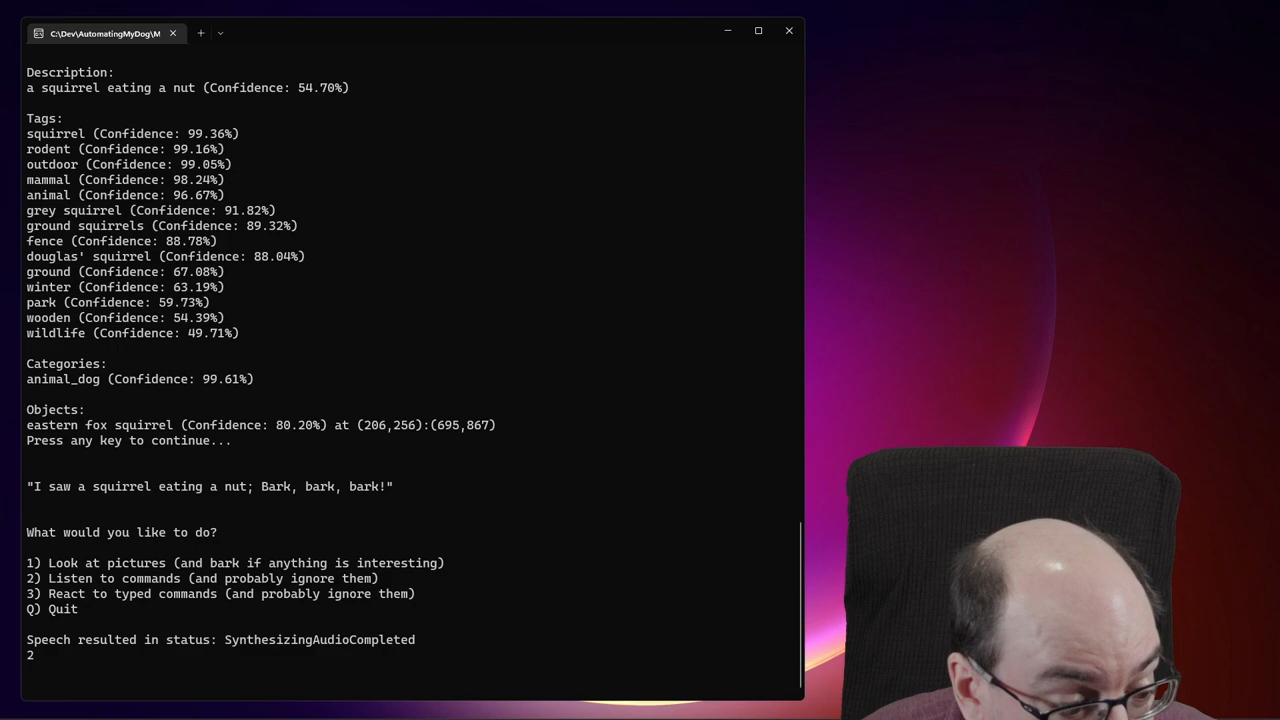 C:\Dev\AutomatingMyDog\M
Description:
a squirrel eating a nut (Confidence: 54.70%)
Tags:
squirrel (Confidence: 99.36%)
rodent (Confidence: 99.16%)
outdoor (Confidence: 99.05%)
mammal (Confidence: 98.24%)
animal (Confidence: 96.67%)
grey squirrel (Confidence: 91.82%)
ground squirrels (Confidence: 89.32%)
fence (Confidence: 88.78%)
douglas' squirrel (Confidence: 88.04%)
ground (Confidence: 67.08%)
winter (Confidence: 63.19%)
park (Confidence: 59.73%)
wooden (Confidence: 54.39%)
wildlife (Confidence: 49.71%)
Categories:
animal_dog (Confidence: 99.61%)
Objects:
eastern fox squirrel (Confidence: 80.20%) at (206,256):(695,867)
Press any key to continue...
"I saw a squirrel eating a nut; Bark, bark, bark!"
What would you like to do?
1) Look at pictures (and bark if anything is interesting)
2) Listen to commands (and probably ignore them)
3) React to typed commands (and probably ignore them)
Q) Quit
Speech resulted in status: SynthesizingAudioCompleted
2